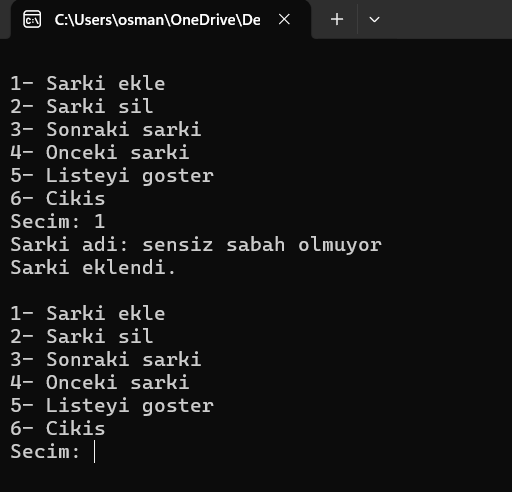 C:\Users\osman\OneDrive\De
1- Sarki ekle
2- Sarki sil
3- Sonraki sarki
4- Onceki sarki
5- Listeyi goster
6- Cikis
Secim: 1
Sarki adi: sensiz sabah olmuyor
Sarki eklendi.
1- Sarki ekle
2- Sarki sil
3- Sonraki sarki
4- Onceki sarki
5- Listeyi goster
6- Cikis
Secim: